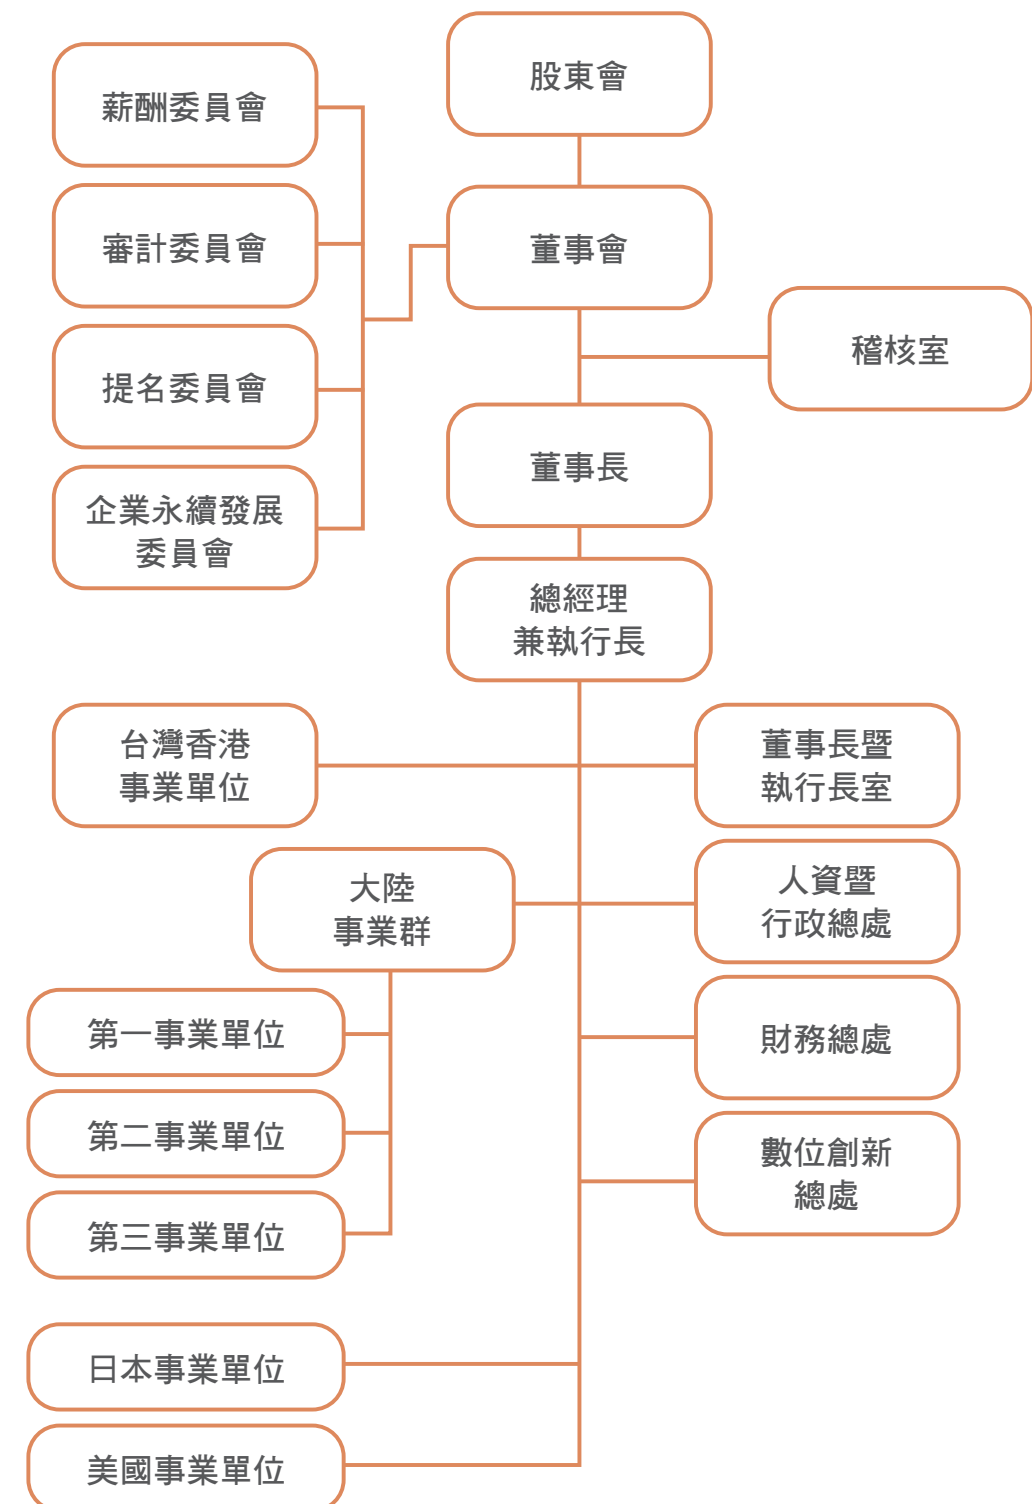 股東會
薪酬委員會
審計委員會
董事會
稽核室
提名委員會
董事長
企業永續發展
委員會
總經理
兼執行長
台灣香港
事業單位
董事長暨
執行長室
大陸
事業群
人資暨
行政總處
第一事業單位
財務總處
第二事業單位
數位創新
總處
第三事業單位
日本事業單位
美國事業單位